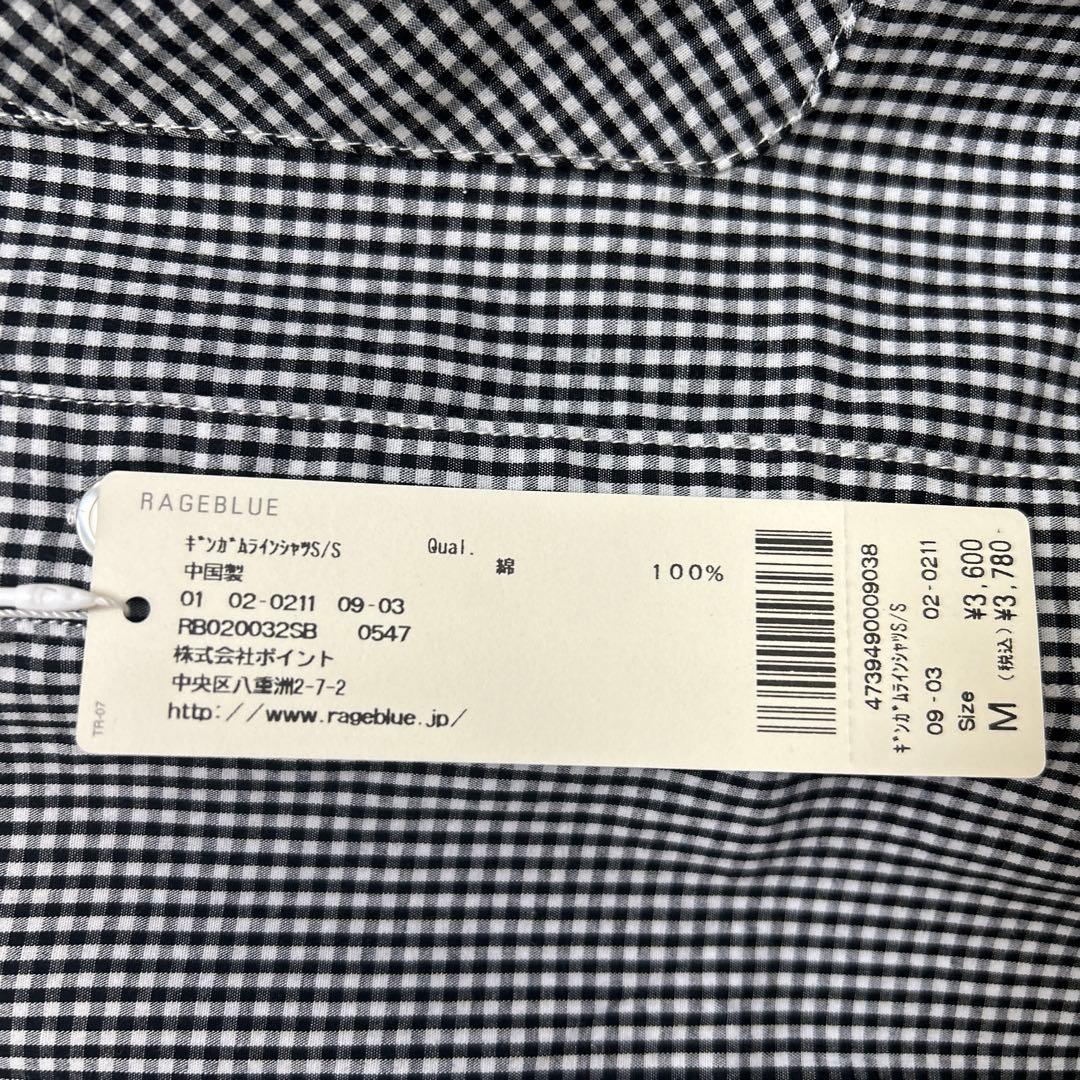 RAGEBLUE
ｷﾞﾝｶﾞﾑﾗｲﾝｼｬﾂS/S
Qual.
綿 100%
中国製
01 02-0211 09-03
RB020032SB 0547
株式会社ポイント
中央区八重洲2-7-2
http://www.rageblue.jp/
TR-07
4739490009038
ｷﾞﾝｶﾞﾑﾗｲﾝｼｬﾂS/S
09-03 02-0211
Size ¥3,600
M (税込)¥3,780